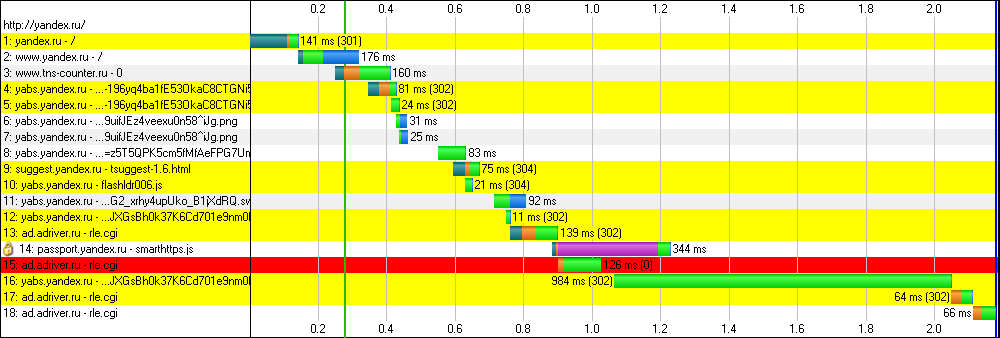 0.2 0.4 0.6 0.8 1.0 1.2 1.4 1.6 1.8 2.0
http://yandex.ru/
1: yandex.ru - / 141 ms (301)
2: www.yandex.ru - / 176 ms
3: www.tns-counter.ru - 0 160 ms
4: yabs.yandex.ru - ...-196yq4ba1fE53OkaC8CTGNi5 81 ms (302)
5: yabs.yandex.ru - ...-196yq4ba1fE53OkaC8CTGNi5 24 ms (302)
6: yabs.yandex.ru - ...9uifJEz4veexu0n58^iJg.png 31 ms
7: yabs.yandex.ru - ...9uifJEz4veexu0n58^iJg.png 25 ms
8: yabs.yandex.ru - ...=z5T5QPK5cm5fMfAeFPG7Un 83 ms
9: suggest.yandex.ru - tsuggest-1.6.html 75 ms (304)
10: yabs.yandex.ru - flashldr006.js 21 ms (304)
11: yabs.yandex.ru - ...G2_xrhy4upUko_B1jXdRQ.sw 92 ms
12: yabs.yandex.ru - ...JXGsBh0k37K6Cd701e9nm0l 11 ms (302)
13: ad.adriver.ru - rle.cgi 139 ms (302)
14: passport.yandex.ru - smarthttps.js 344 ms
15: ad.adriver.ru - rle.cgi 126 ms (0)
16: yabs.yandex.ru - ...JXGsBh0k37K6Cd701e9nm0l 984 ms (302)
17: ad.adriver.ru - rle.cgi 64 ms (302)
18: ad.adriver.ru - rle.cgi 66 ms
0.2 0.4 0.6 0.8 1.0 1.2 1.4 1.6 1.8 2.0